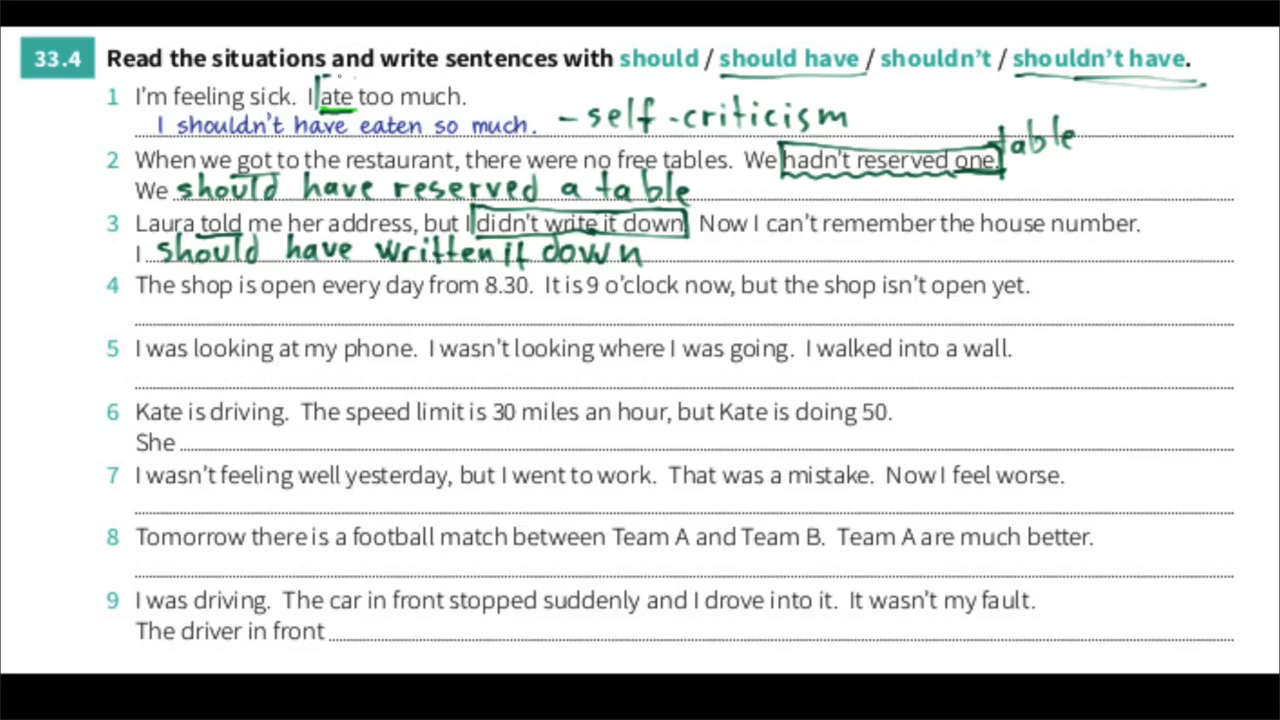 33.4 Read the situations and write sentences with should / should have / shouldn't / shouldn't have.
1 I'm feeling sick. I ate too much.
I shouldn't have eaten so much. - self-criticism
table
2 When we got to the restaurant, there were no free tables. We hadn't reserved one.
We should have reserved a table
3 Laura told me her address, but I didn't write it down. Now I can't remember the house number.
I should have written it down
4 The shop is open every day from 8.30. It is 9 o'clock now, but the shop isn't open yet.
5 I was looking at my phone. I wasn't looking where I was going. I walked into a wall.
6 Kate is driving. The speed limit is 30 miles an hour, but Kate is doing 50.
She
7 I wasn't feeling well yesterday, but I went to work. That was a mistake. Now I feel worse.
8 Tomorrow there is a football match between Team A and Team B. Team A are much better.
9 I was driving. The car in front stopped suddenly and I drove into it. It wasn't my fault.
The driver in front